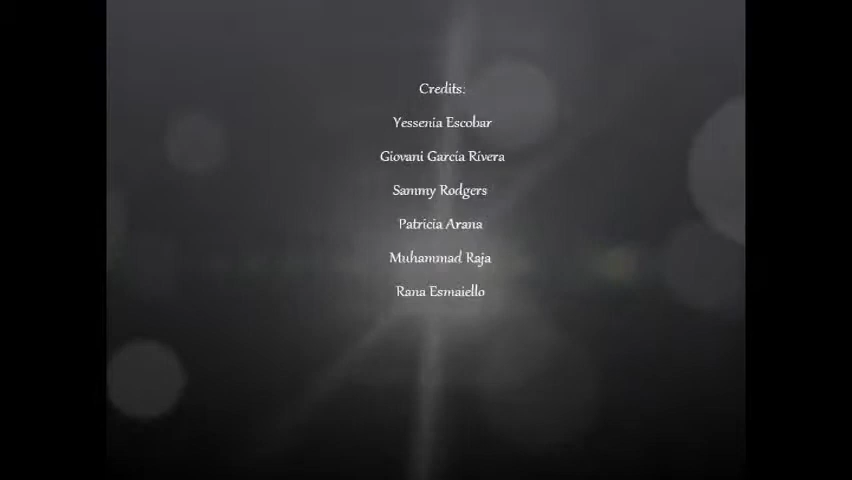 Credits:
Yessenia Escobar
Giovani Garcia Rivera
Sammy Rodgers
Patricia Arana
Muhammad Raja
Rana Esmaiello